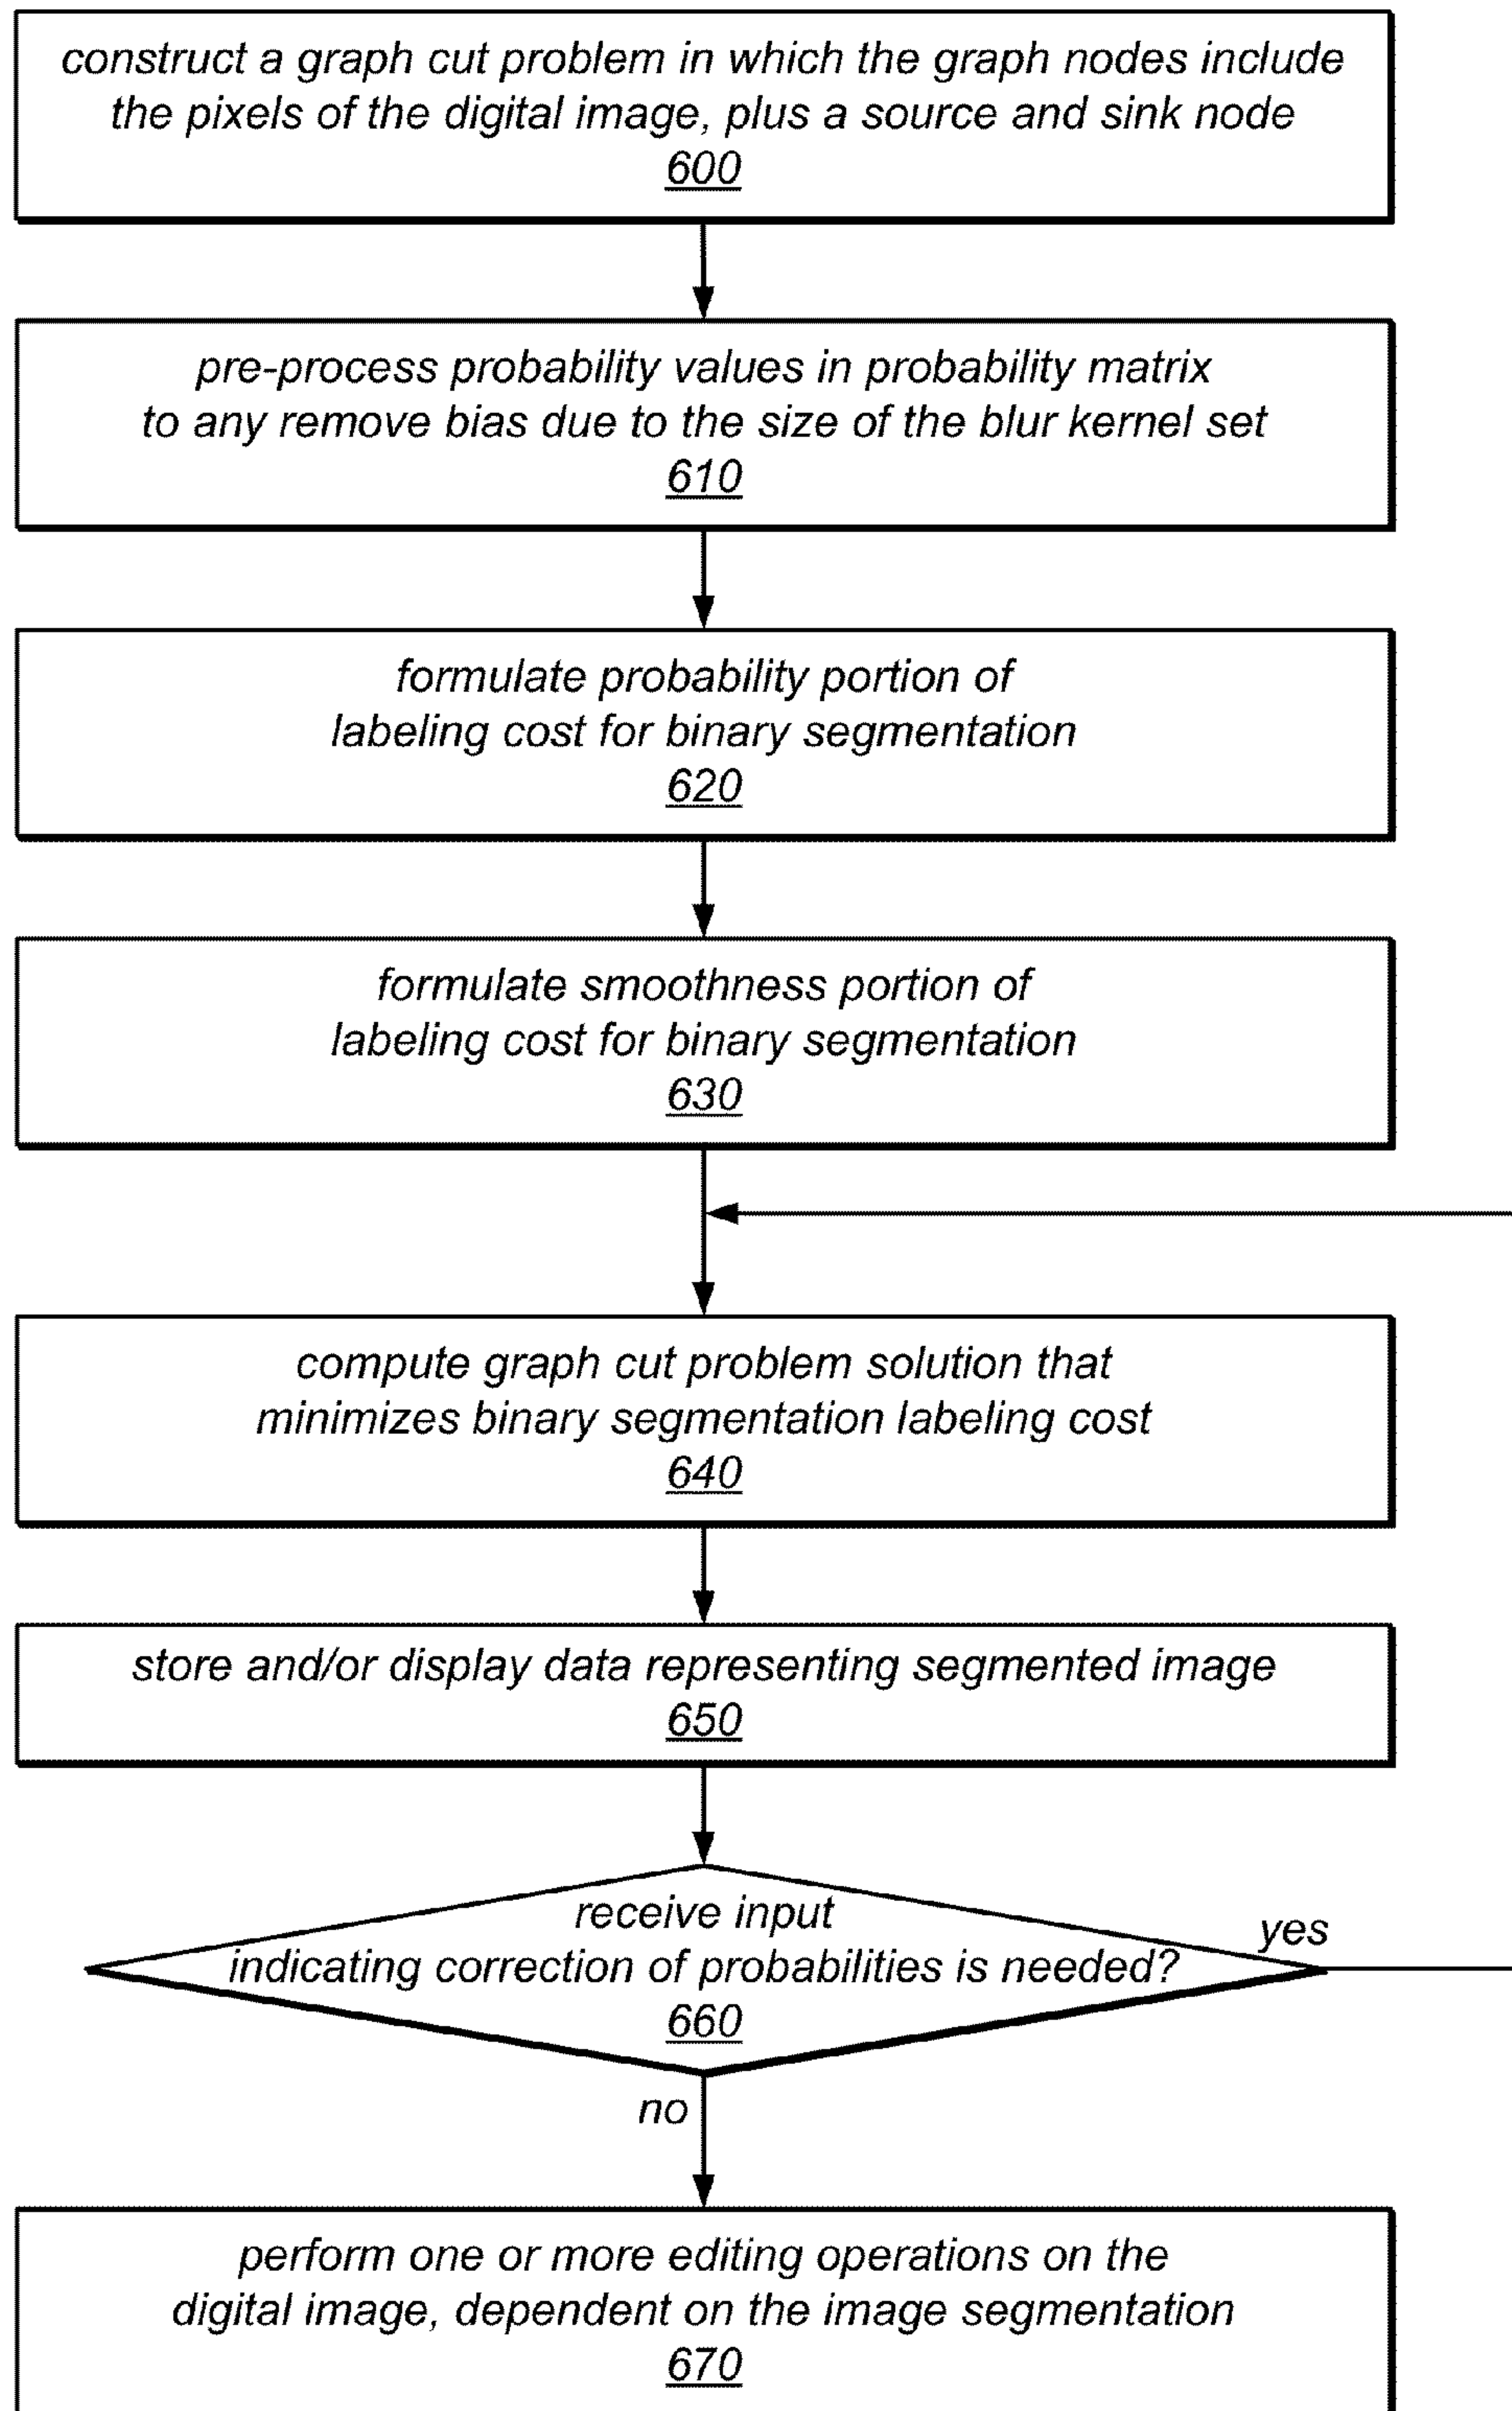 construct a graph cut problem in which the graph nodes include
the pixels of the digital image, plus a source and sink node
600
pre-process probability values in probability matrix
to any remove bias due to the size of the blur kernel set
610
formulate probability portion of
labeling cost for binary segmentation
620
formulate smoothness portion of
labeling cost for binary segmentation
630
compute graph cut problem solution that
minimizes binary segmentation labeling cost
640
store and/or display data representing segmented image
650
receive input
indicating correction of probabilities is needed?
660
yes
no
perform one or more editing operations on the
digital image, dependent on the image segmentation
670